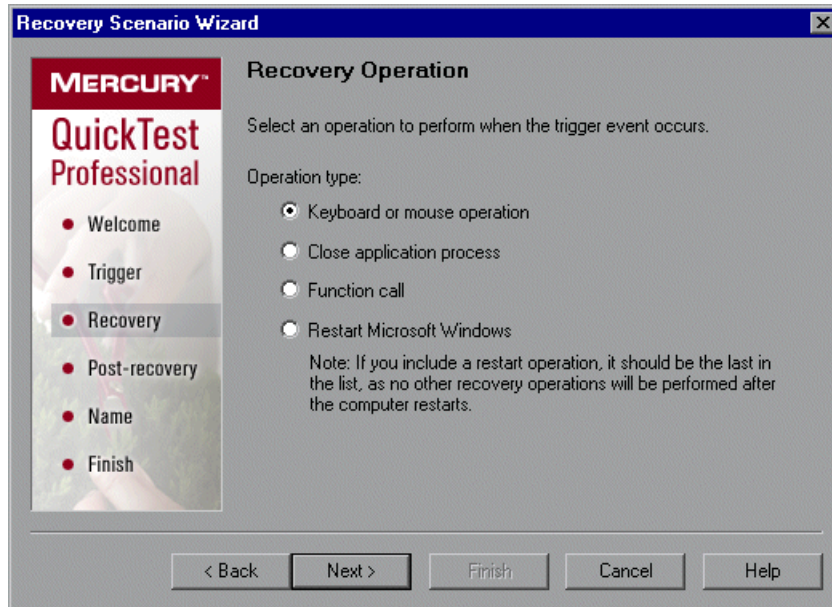 Recovery Scenario Wizard
MERCURY™
QuickTest
Professional
Welcome
Trigger
Recovery
Post-recovery
Name
Finish
Recovery Operation
Select an operation to perform when the trigger event occurs.
Operation type:
Keyboard or mouse operation
Close application process
Function call
Restart Microsoft Windows
Note: If you include a restart operation, it should be the last in
the list, as no other recovery operations will be performed after
the computer restarts.
< Back
Next >
Finish
Cancel
Help